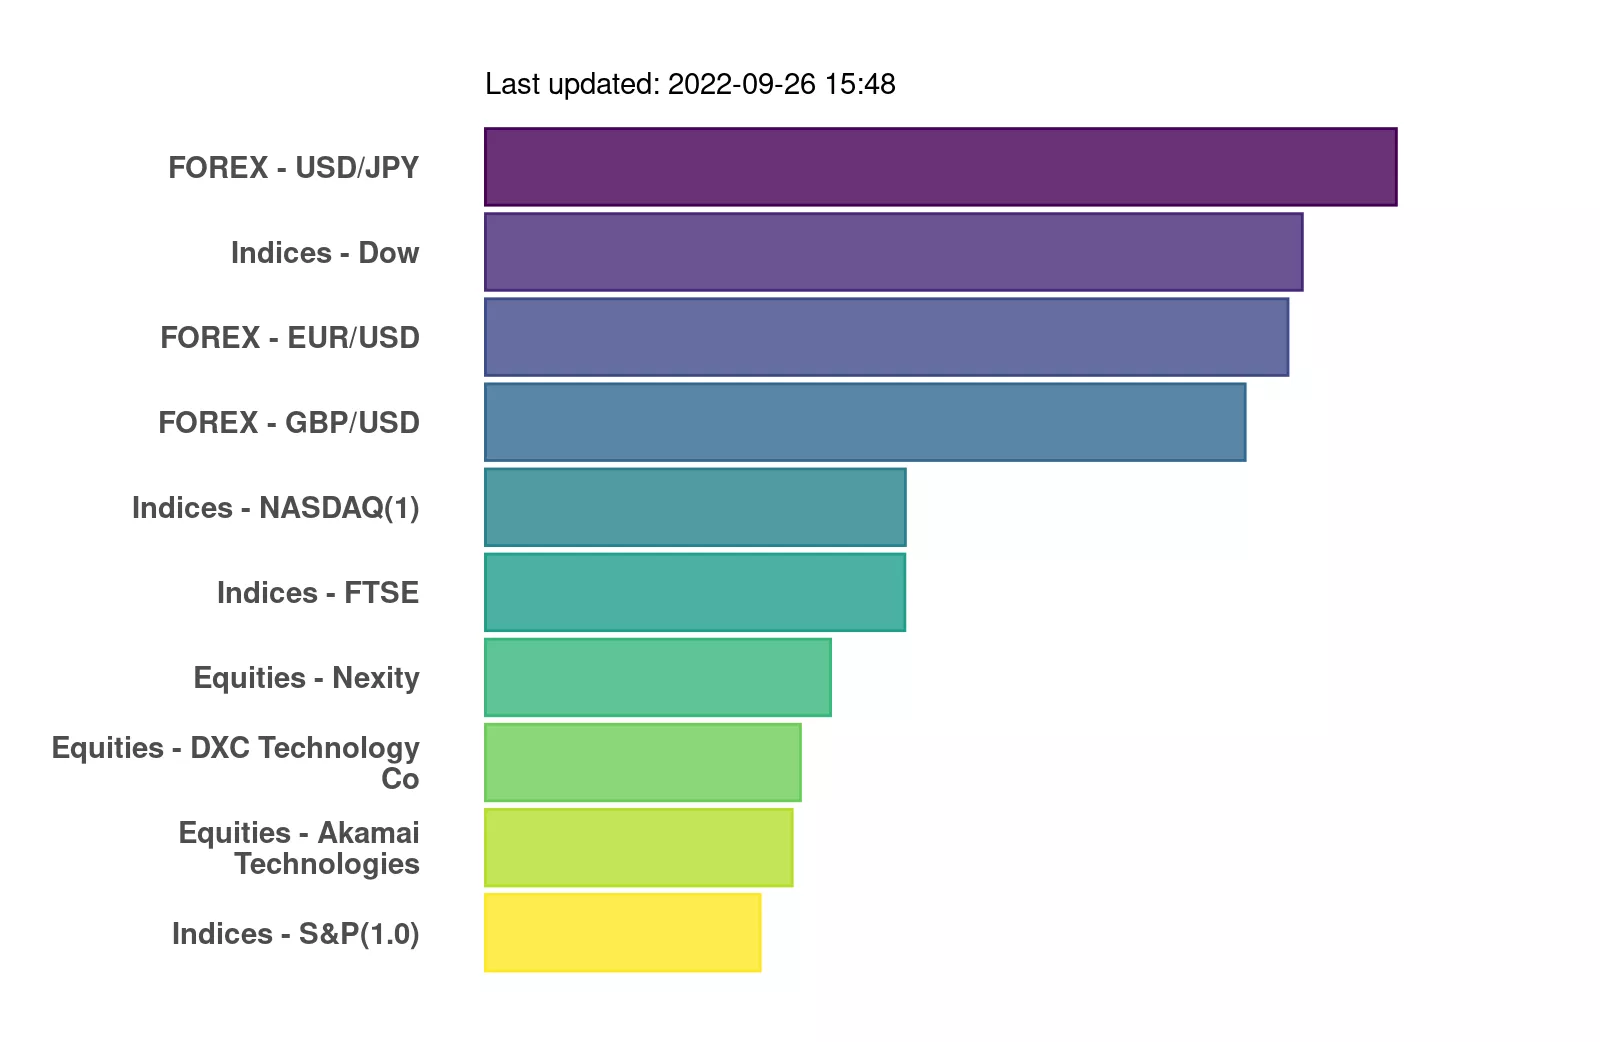 Last updated: 2022-09-26 15:48
FOREX - USD/JPY
Indices - Dow
FOREX - EUR/USD
FOREX - GBP/USD
Indices - NASDAQ(1)
Indices - FTSE
Equities - Nexity
Equities - DXC Technology
Co
Equities - Akamai
Technologies
Indices - S&P(1.0)